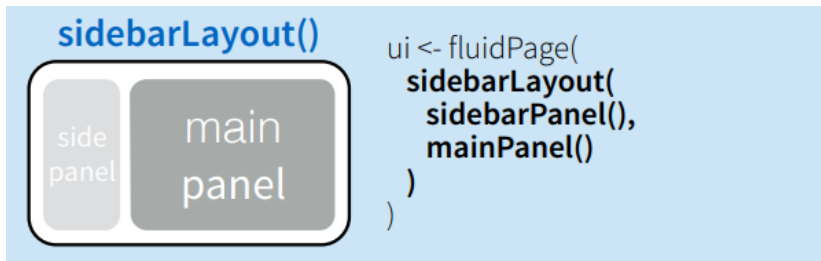 sidebarLayout()
side
panel
main
panel
ui <- fluidPage(
sidebarLayout(
sidebarPanel(),
mainPanel()
)
)